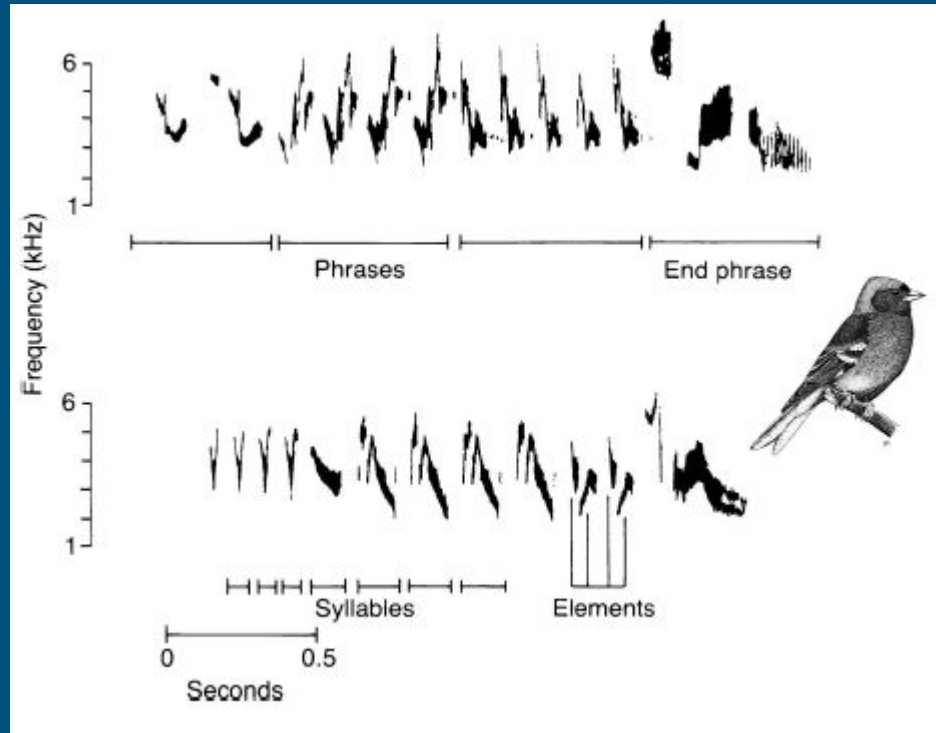 Frequency (kHz)
6
1
Phrases
End phrase
6
1
Syllables
Elements
0
0.5
Seconds